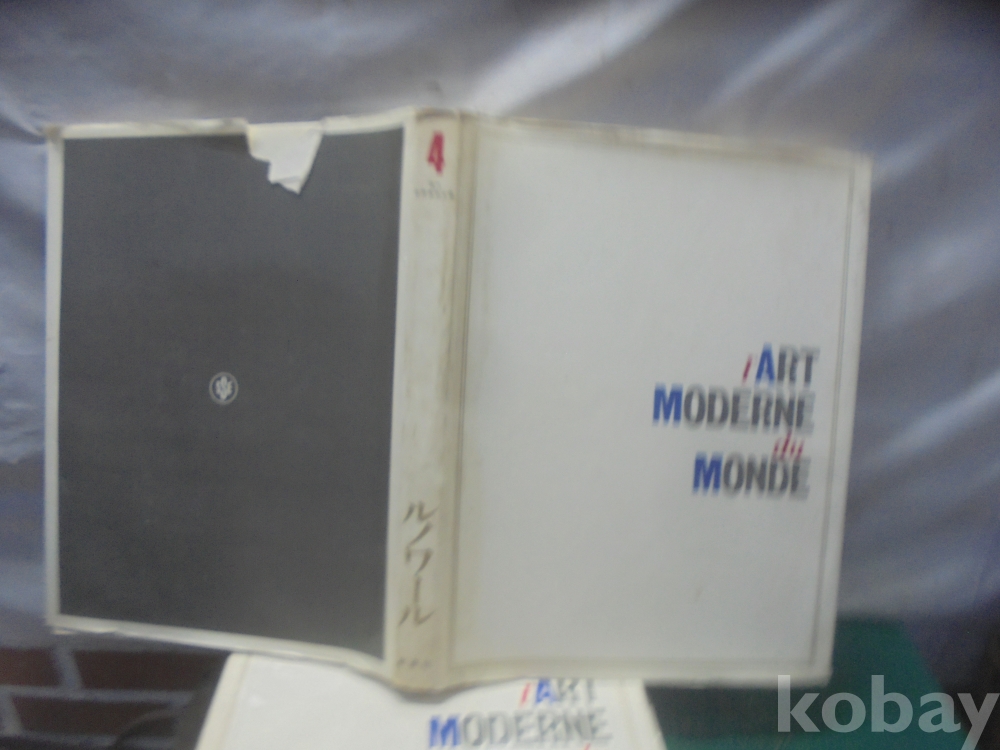 4
ルノワール
l'ART
MODERNE
du
MONDE
l'ART
MODERNE
kobay